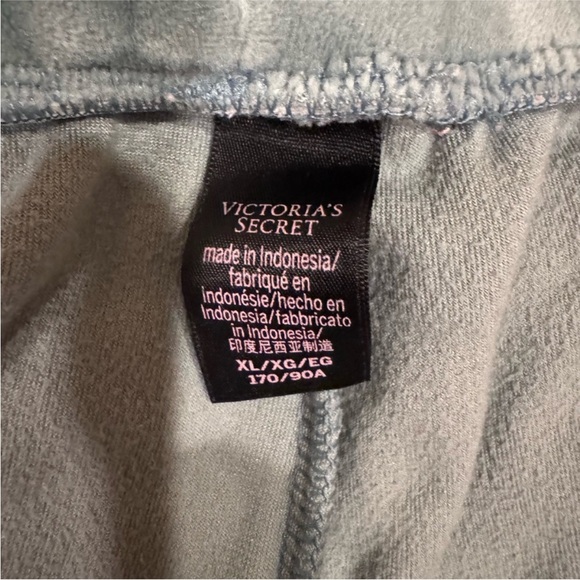 VICTORIA'S
SECRET
made in Indonesia/
fabriqué en
indonésie/hecho en
Indonesia/fabbricato
in Indonesia/
印度尼西亚制造
XL/XG/EG
170/90A